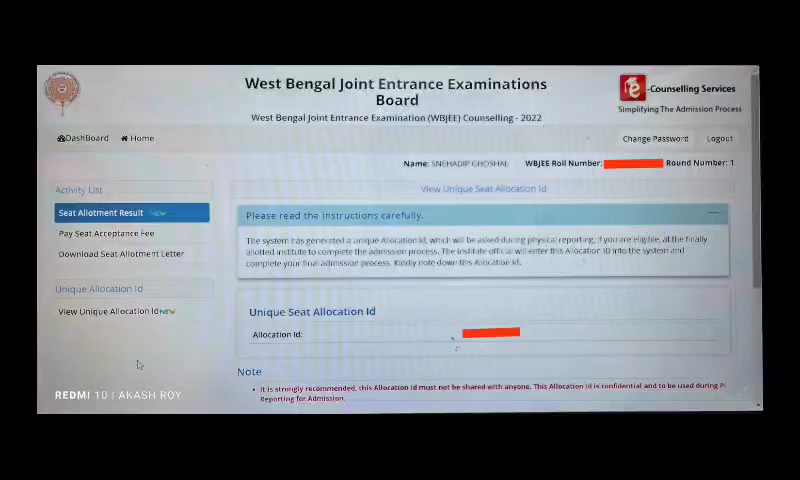 West Bengal Joint Entrance Examinations
Board
West Bengal Joint Entrance Examination (WBJEE) Counselling - 2022
e-Counselling Services
Simplifying The Admission Process
DashBoard
Home
Change Password
Logout
Name: SNEHADIP GHOSHAL WBJEE Roll Number: Round Number: 1
Activity List
Seat Allotment Result NEW
Pay Seat Acceptance Fee
Download Seat Allotment Letter
Unique Allocation Id
View Unique Allocation Id NEW
View Unique Seat Allocation Id
Please read the instructions carefully.
The system has generated a unique Allocation Id, which will be asked during physical reporting, if you are eligible, at the finally
allotted institute to complete the admission process. The Institute official will enter this Allocation ID into the system and
complete your final admission process. Kindly note down this Allocation Id.
Unique Seat Allocation Id
Allocation Id:
Note
• It is strongly recommended, this Allocation Id must not be shared with anyone. This Allocation Id is confidential and to be used during
Reporting for Admission.
REDMI 10 | AKASH ROY